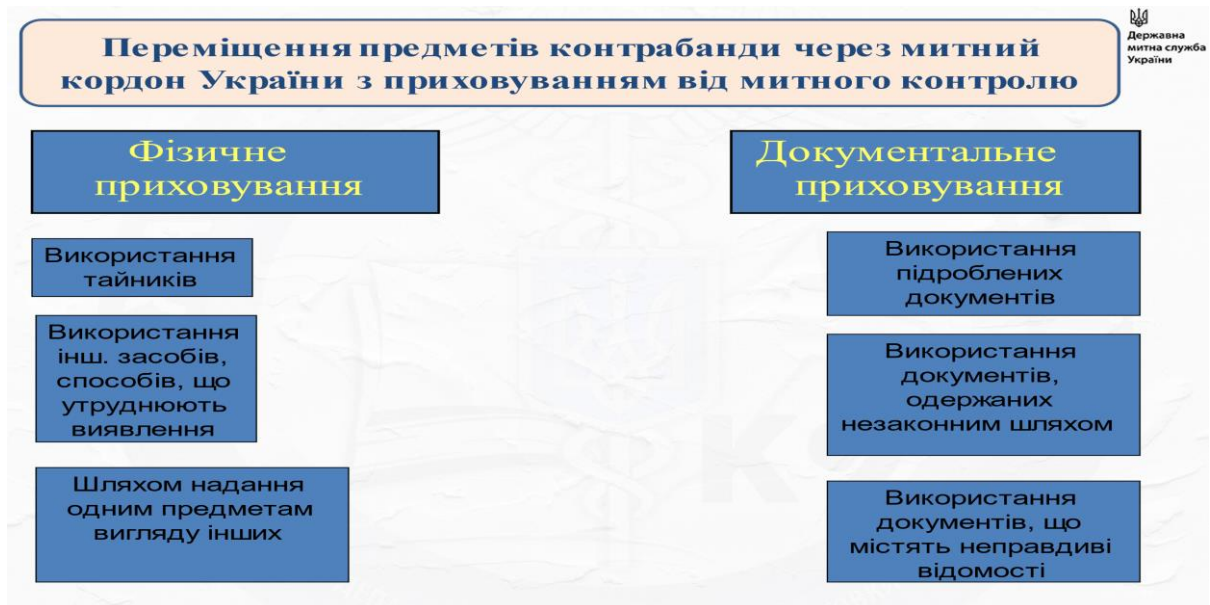 Переміщення предметів контрабанди через митний
кордон України з приховуванням від митного контролю
Державна
митна служба
України
Фізичне
приховування
Використання
тайників
Використання
інш. засобів,
способів, що
утруднюють
виявлення
Шляхом надання
одним предметам
вигляду інших
Документальне
приховування
Використання
підроблених
документів
Використання
документів,
одержаних
незаконним шляхом
Використання
документів, що
містять неправдиві
відомості
K9